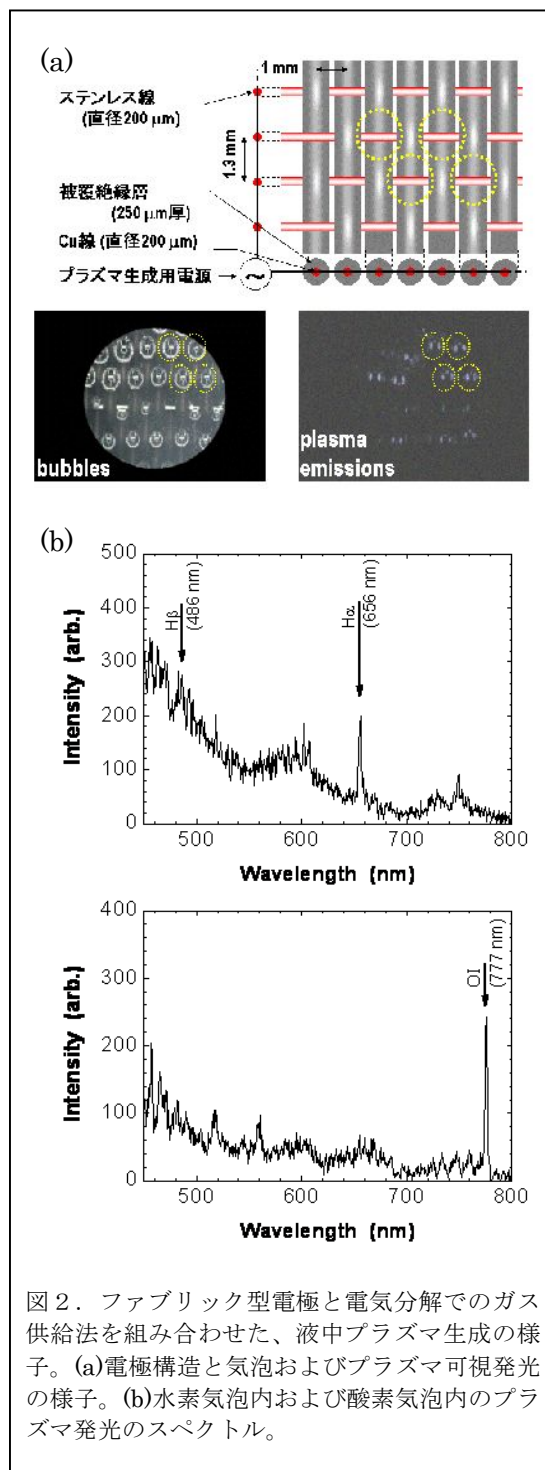 (a)
1 mm
ステンレス線
(直径200 μm)
1.3 mm
被覆絶縁層
(250 μm厚)
Cu線 (直径200 μm)
プラズマ生成用電源
~
bubbles
plasma
emissions
(b)
500
400
300
200
100
0
Intensity (arb.)
Hβ
(486 nm)
Hα
(656 nm)
500
600
700
800
Wavelength (nm)
400
300
200
100
0
Intensity (arb.)
OI
(777 nm)
500
600
700
800
Wavelength (nm)
図２．ファブリック型電極と電気分解でのガス
供給法を組み合わせた、液中プラズマ生成の様
子。(a)電極構造と気泡およびプラズマ可視発光
の様子。(b)水素気泡内および酸素気泡内のプラ
ズマ発光のスペクトル。